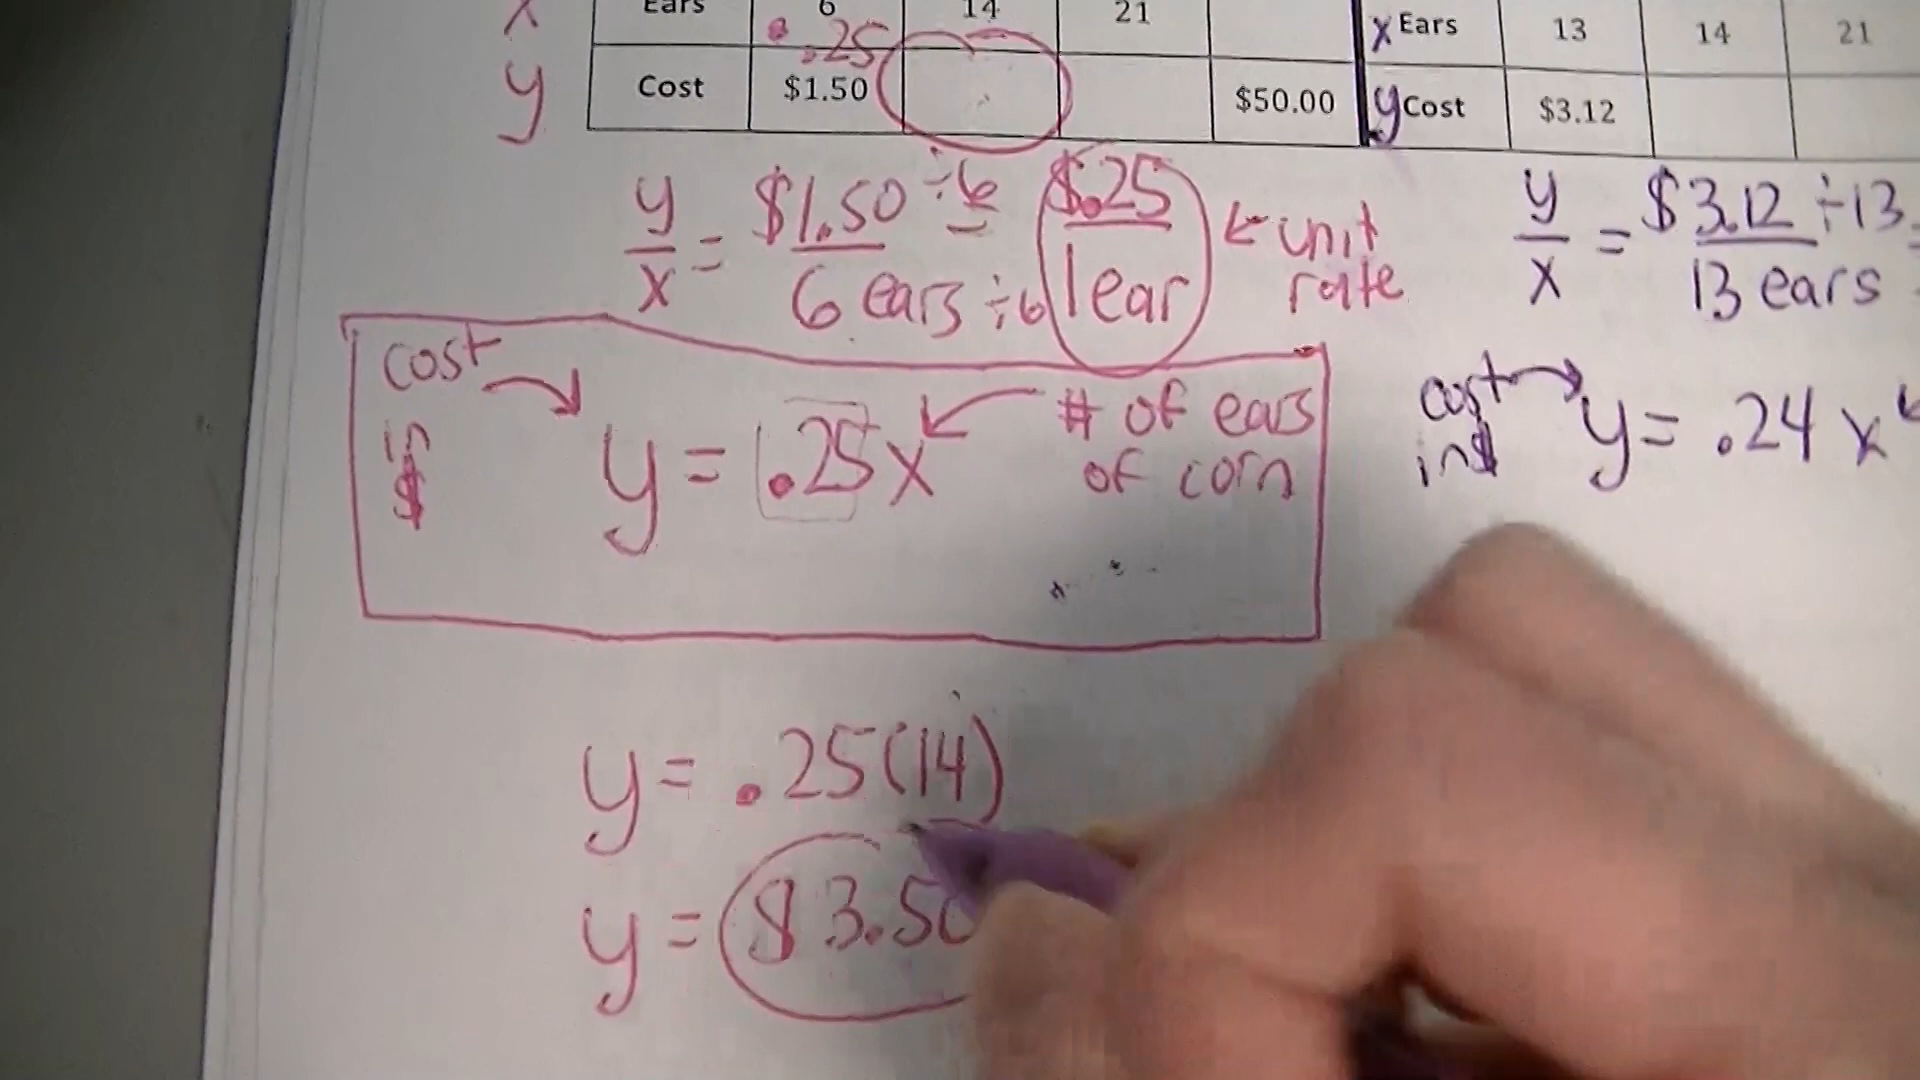 x Ears 6 14 21
.25
y Cost $1.50 $50.00
x Ears 13 14 21
y Cost $3.12
y/x = $1.50/6 ears ÷6/÷6 = $.25/1 ear ← unit rate
cost in $ → y = .25x ← # of ears of corn
y = .25(14)
y = $3.50
y/x = $3.12/13 ears ÷13
cost in $ → y = .24x